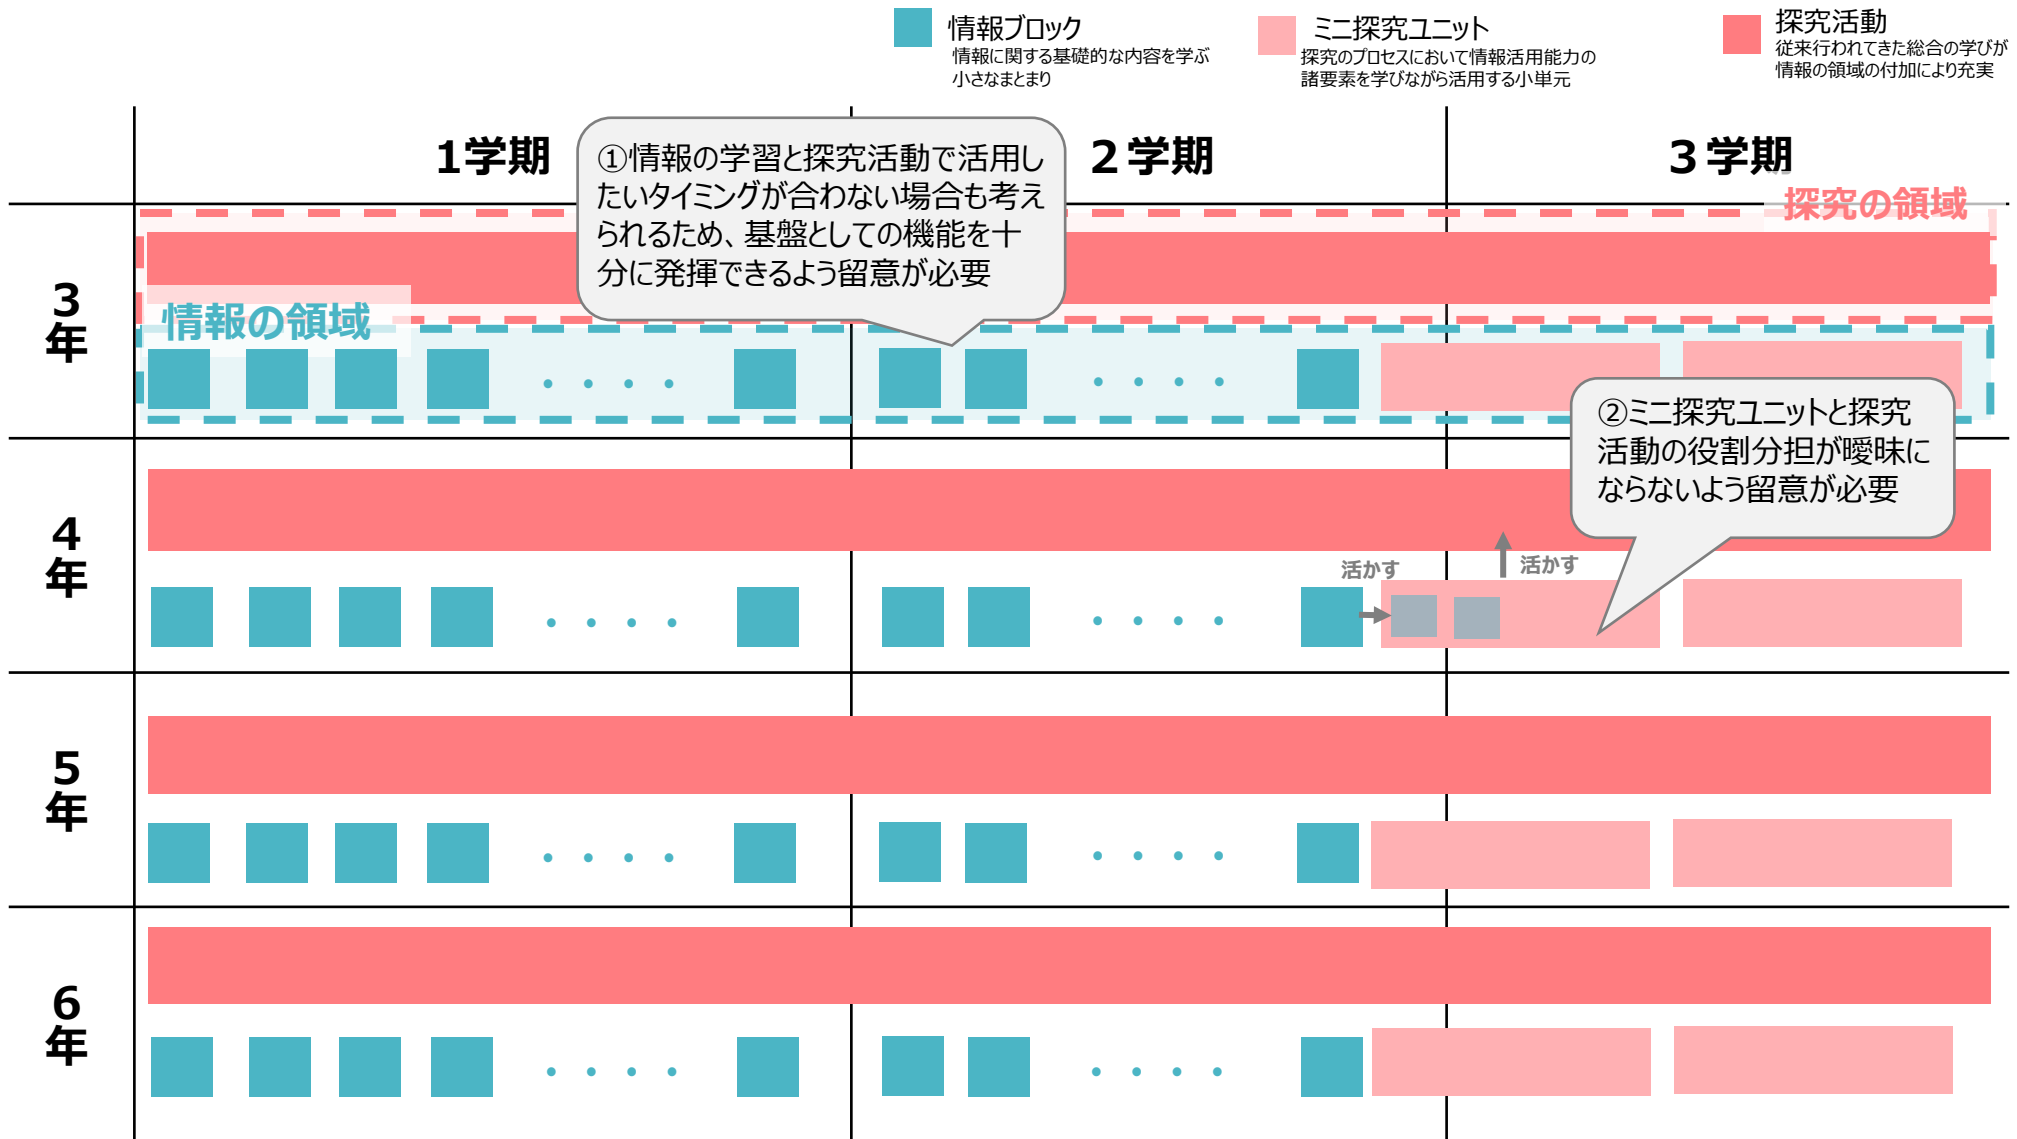 情報ブロック
情報に関する基礎的な内容を学ぶ
小さなまとまり
ミニ探究ユニット
探究のプロセスにおいて情報活用能力の
諸要素を学びながら活用する小単元
探究活動
従来行われてきた総合の学びが
情報の領域の付加により充実
1学期
２学期
３学期
①情報の学習と探究活動で活用し
たいタイミングが合わない場合も考え
られるため、基盤としての機能を十
分に発揮できるよう留意が必要
探究の領域
3
年
情報の領域
②ミニ探究ユニットと探究
活動の役割分担が曖昧に
ならないよう留意が必要
4
年
活かす
活かす
5
年
6
年